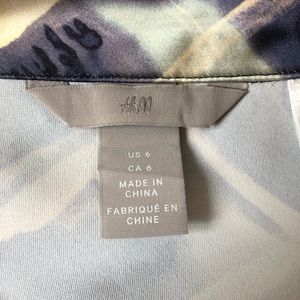 H&M
US 6
CA 6
MADE IN
CHINA
FABRIQUÉ EN
CHINE